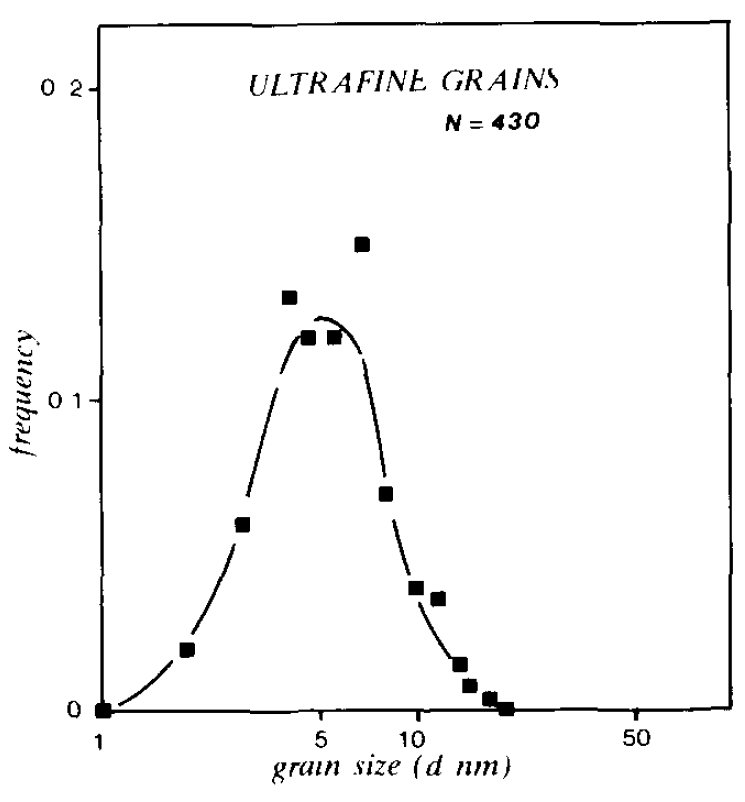 ULTRAFINE GRAINS
N = 430
0 2
0 1
0
frequency
1 5 10 50
grain size (d nm)